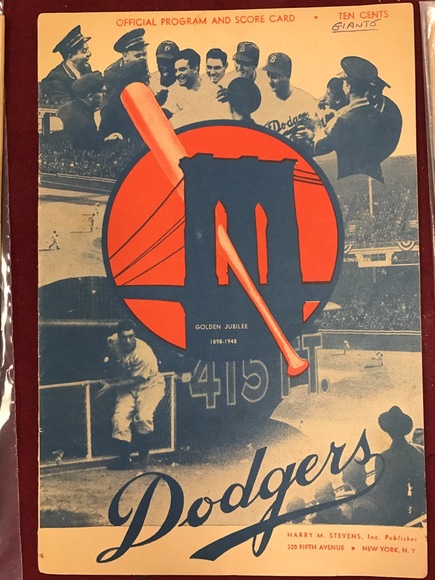 OFFICIAL PROGRAM AND SCORE CARD • TEN CENTS
GIANTS
Dodgers
GOLDEN JUBILEE
1898-1948
415 FT.
Dodgers
HARRY M. STEVENS, Inc. Publisher
320 FIFTH AVENUE • NEW YORK, N. Y.